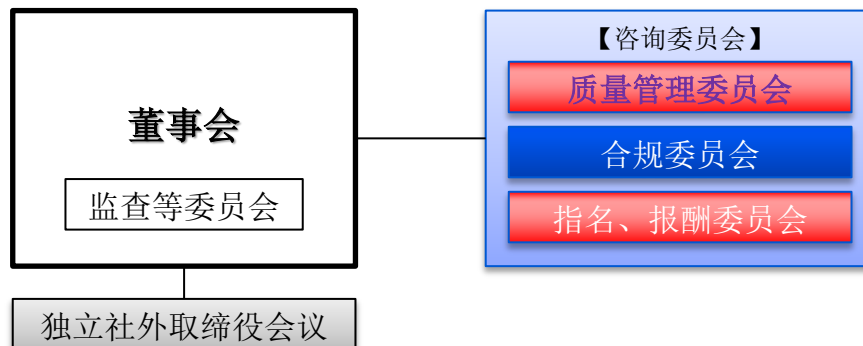 董事会
监查等委员会
独立社外取缔役会议
【咨询委员会】
质量管理委员会
合规委员会
指名、报酬委员会